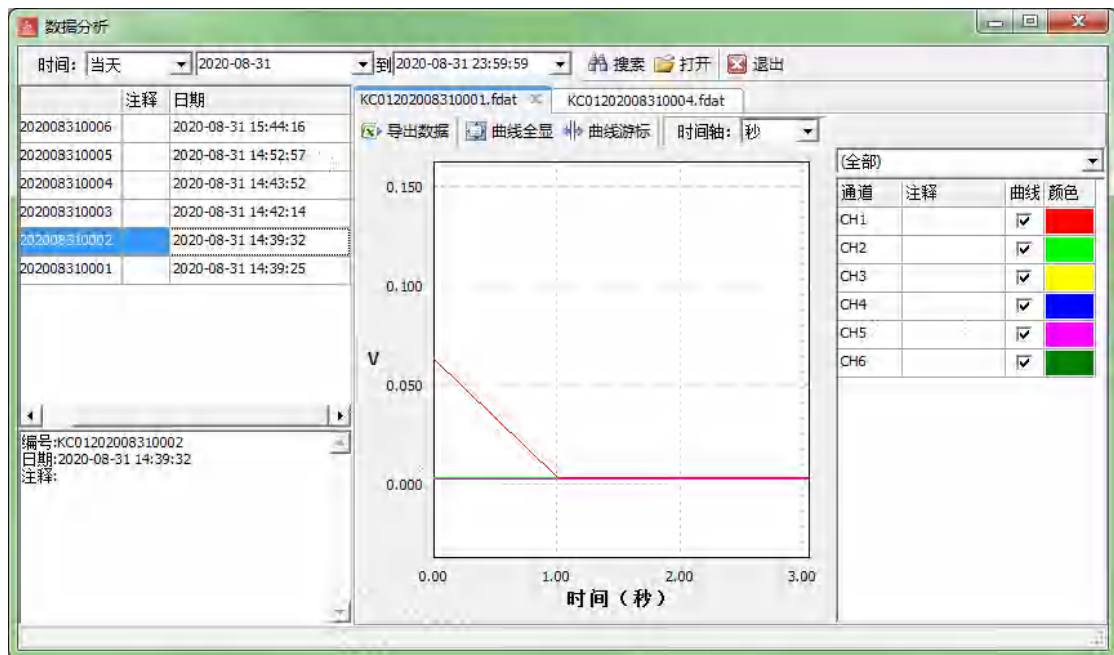 数据分析
时间: 当天 2020-08-31 到 2020-08-31 23:59:59 搜索 打开 退出
注释 日期
202008310006 2020-08-31 15:44:16
202008310005 2020-08-31 14:52:57
202008310004 2020-08-31 14:43:52
202008310003 2020-08-31 14:42:14
202008310002 2020-08-31 14:39:32
202008310001 2020-08-31 14:39:25
编号:KC01202008310002
日期:2020-08-31 14:39:32
注释:
KC01202008310001.fdat KC01202008310004.fdat
导出数据 曲线全显 曲线游标 时间轴: 秒
0.150
0.100
V
0.050
0.000
0.00 1.00 2.00 3.00
时间（秒）
(全部)
通道 注释 曲线 颜色
CH1
CH2
CH3
CH4
CH5
CH6